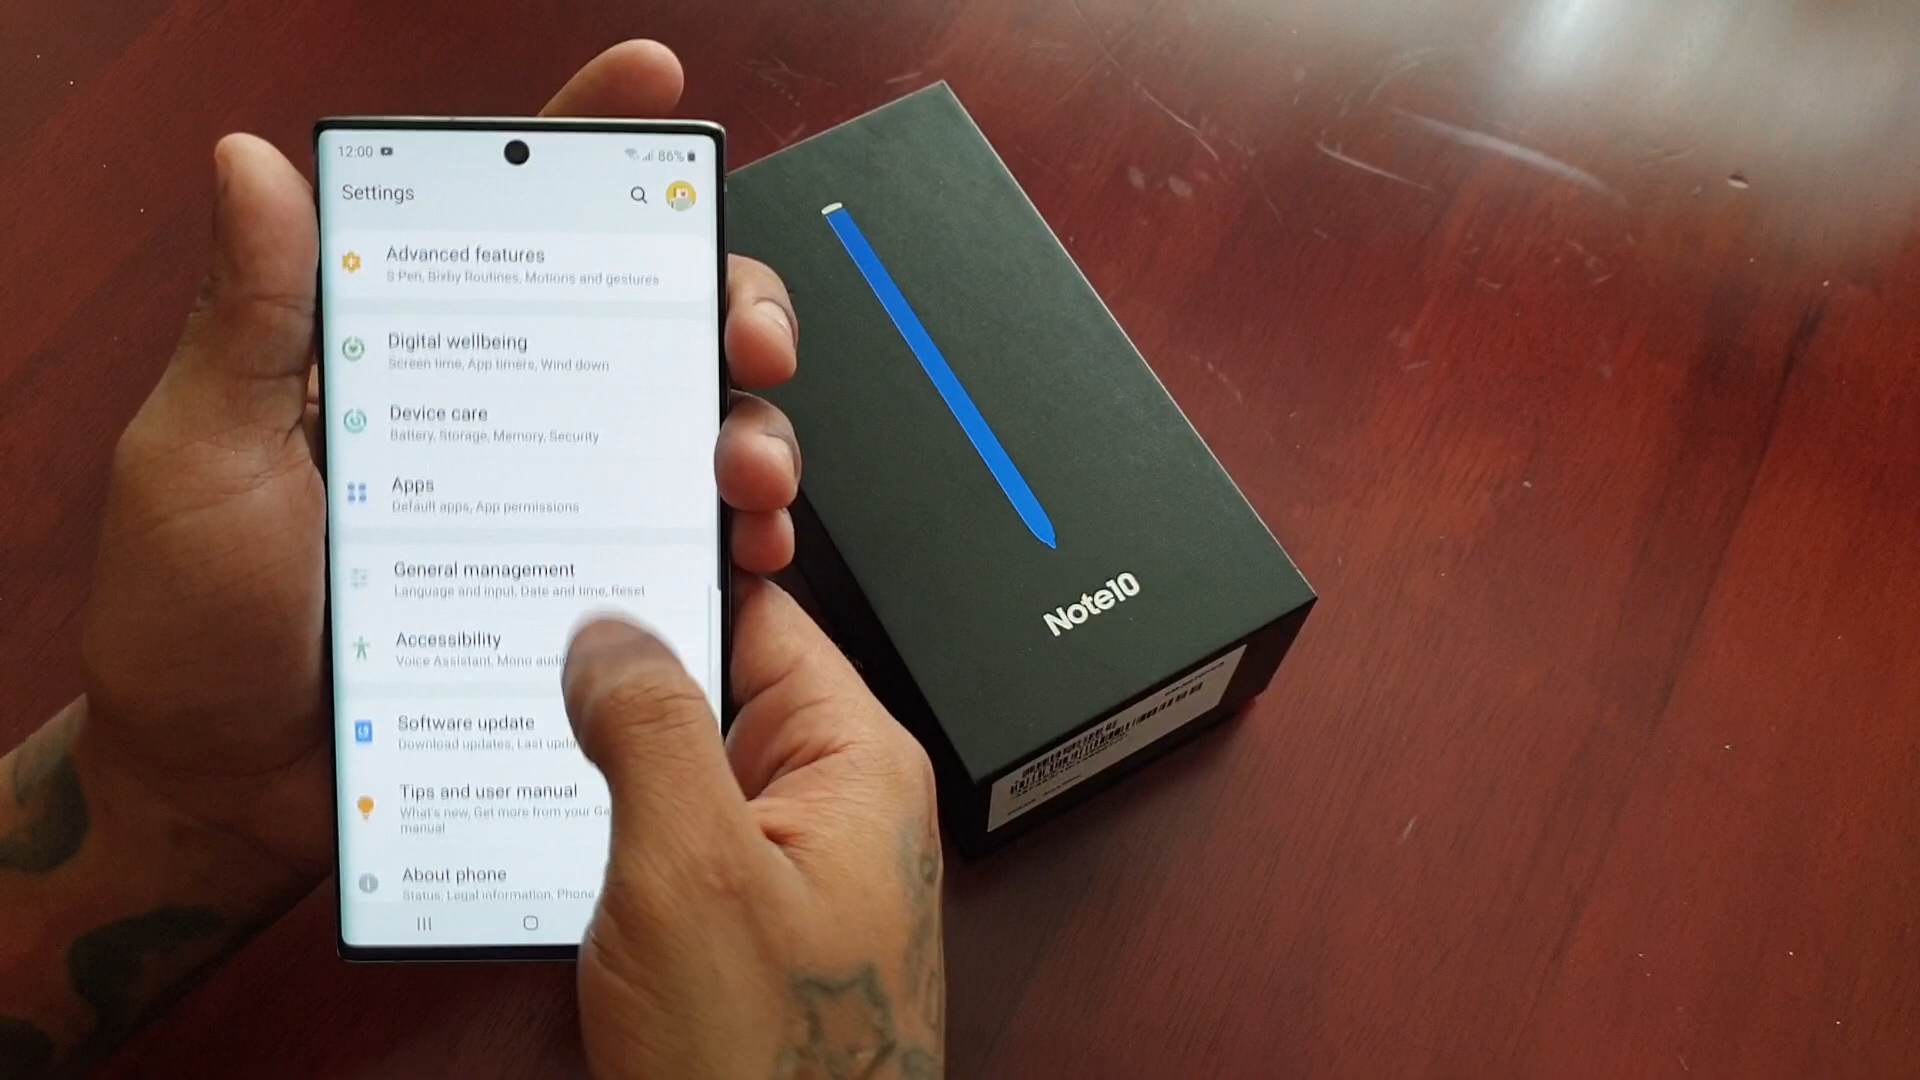 12:00
86%
Settings
Advanced features
S Pen, Bixby Routines, Motions and gestures
Digital wellbeing
Screen time, App timers, Wind down
Device care
Battery, Storage, Memory, Security
Apps
Default apps, App permissions
General management
Language and input, Date and time, Reset
Accessibility
Voice Assistant, Mono audio
Software update
Download updates, Last upda
Tips and user manual
What's new, Get more from your Ga
manual
About phone
Status, Legal information, Phone
Note10